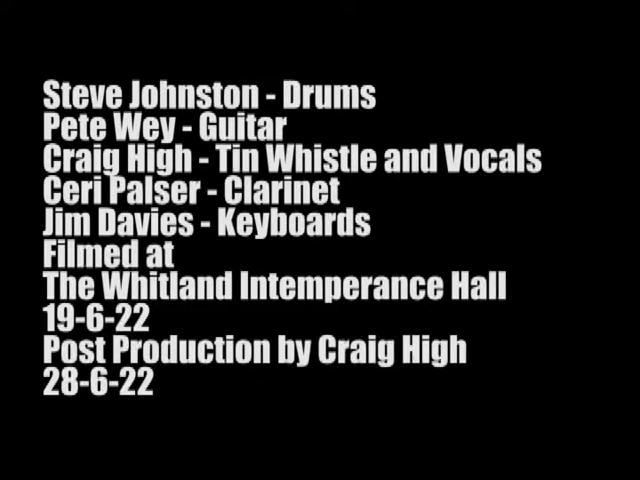 Steve Johnston - Drums
Pete Wey - Guitar
Craig High - Tin Whistle and Vocals
Ceri Palser - Clarinet
Jim Davies - Keyboards
Filmed at
The Whitland Intemperance Hall
19-6-22
Post Production by Craig High
28-6-22